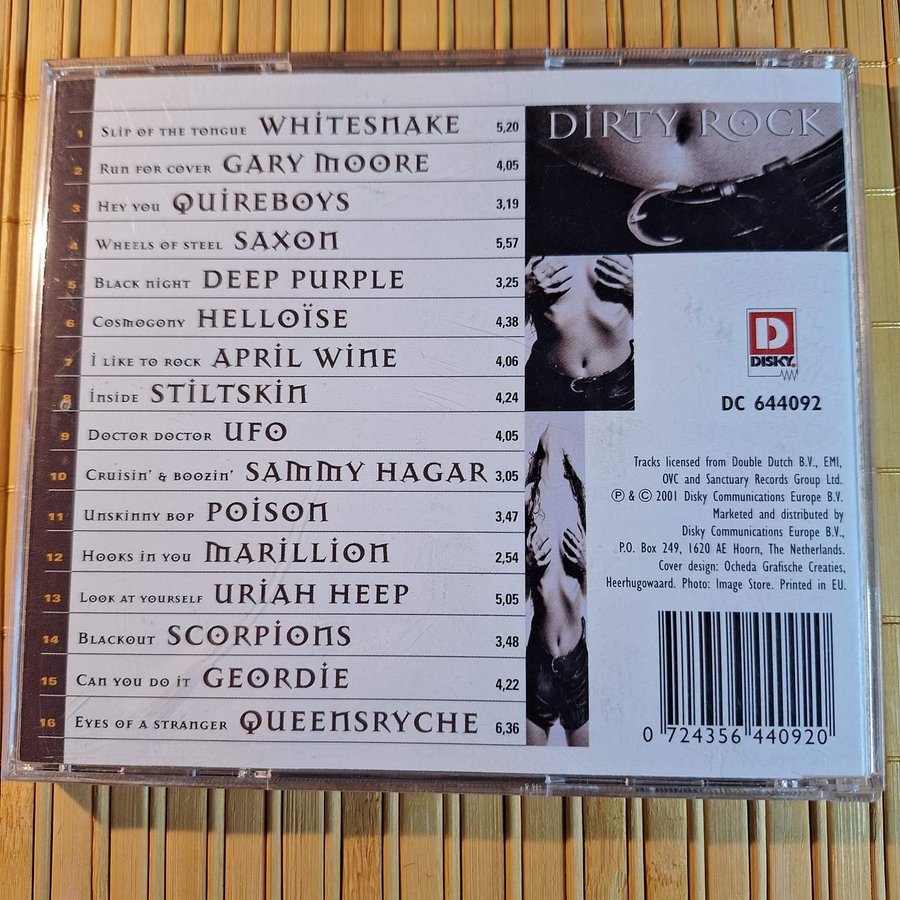 DIRTY ROCK
1 Slip of the tongue WHITESNAKE 5,20
2 Run for cover GARY MOORE 4,05
3 Hey you QUIREBOYS 3,19
4 Wheels of steel SAXON 5,57
5 Black night DEEP PURPLE 3,25
6 Cosmogony HELLOÏSE 4,38
7 I like to rock APRIL WINE 4,06
8 Inside STILTSKIN 4,24
9 Doctor doctor UFO 4,05
10 Cruisin' & boozin' SAMMY HAGAR 3,05
11 Unskinny bop POISON 3,47
12 Hooks in you MARILLION 2,54
13 Look at yourself URIAH HEEP 5,05
14 Blackout SCORPIONS 3,48
15 Can you do it GEORDIE 4,22
16 Eyes of a stranger QUEENSRYCHE 6,36
D
DISKY.
DC 644092
Tracks licensed from Double Dutch B.V., EMI,
OVC and Sanctuary Records Group Ltd.
℗ & © 2001 Disky Communications Europe B.V.
Marketed and distributed by
Disky Communications Europe B.V.,
P.O. Box 249, 1620 AE Hoorn, The Netherlands.
Cover design: Ocheda Grafische Creaties,
Heerhugowaard. Photo: Image Store. Printed in EU.
0 724356 440920